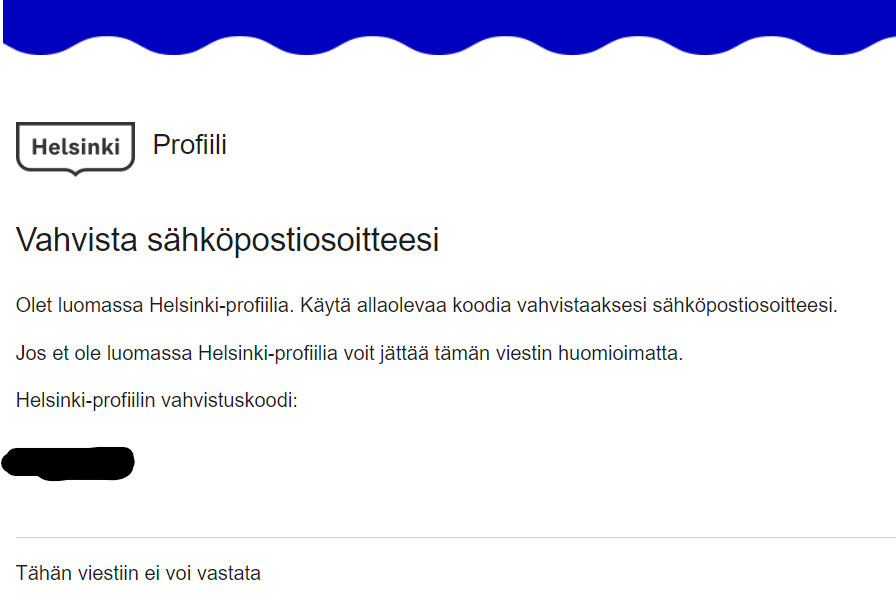 Helsinki Profiili
Vahvista sähköpostiosoitteesi
Olet luomassa Helsinki-profiilia. Käytä allaolevaa koodia vahvistaaksesi sähköpostiosoitteesi.
Jos et ole luomassa Helsinki-profiilia voit jättää tämän viestin huomioimatta.
Helsinki-profiilin vahvistuskoodi:
Tähän viestiin ei voi vastata